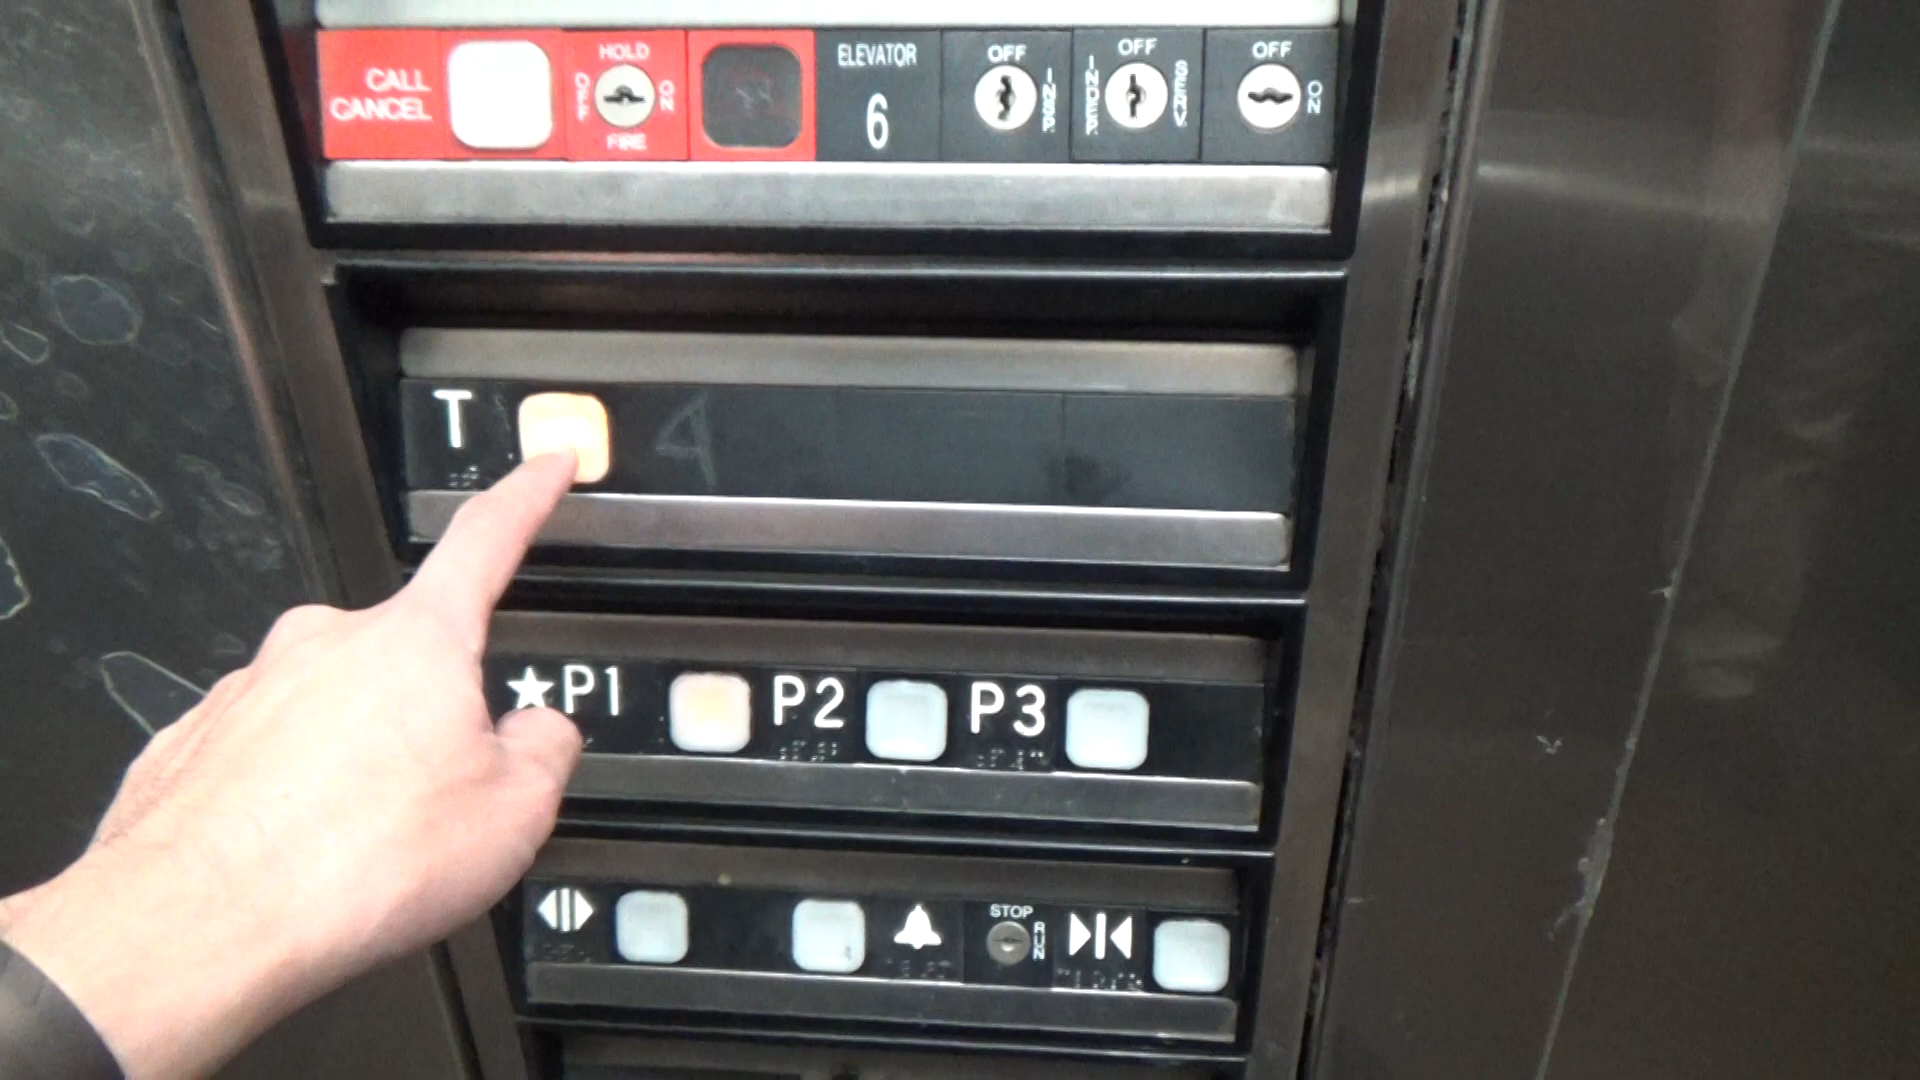 CALL CANCEL
HOLD
OFF
ON
FIRE
ELEVATOR
6
OFF
INSP.
OFF
INDEP.
SERV.
OFF
ON
T
4
★P1
P2
P3
STOP
RUN